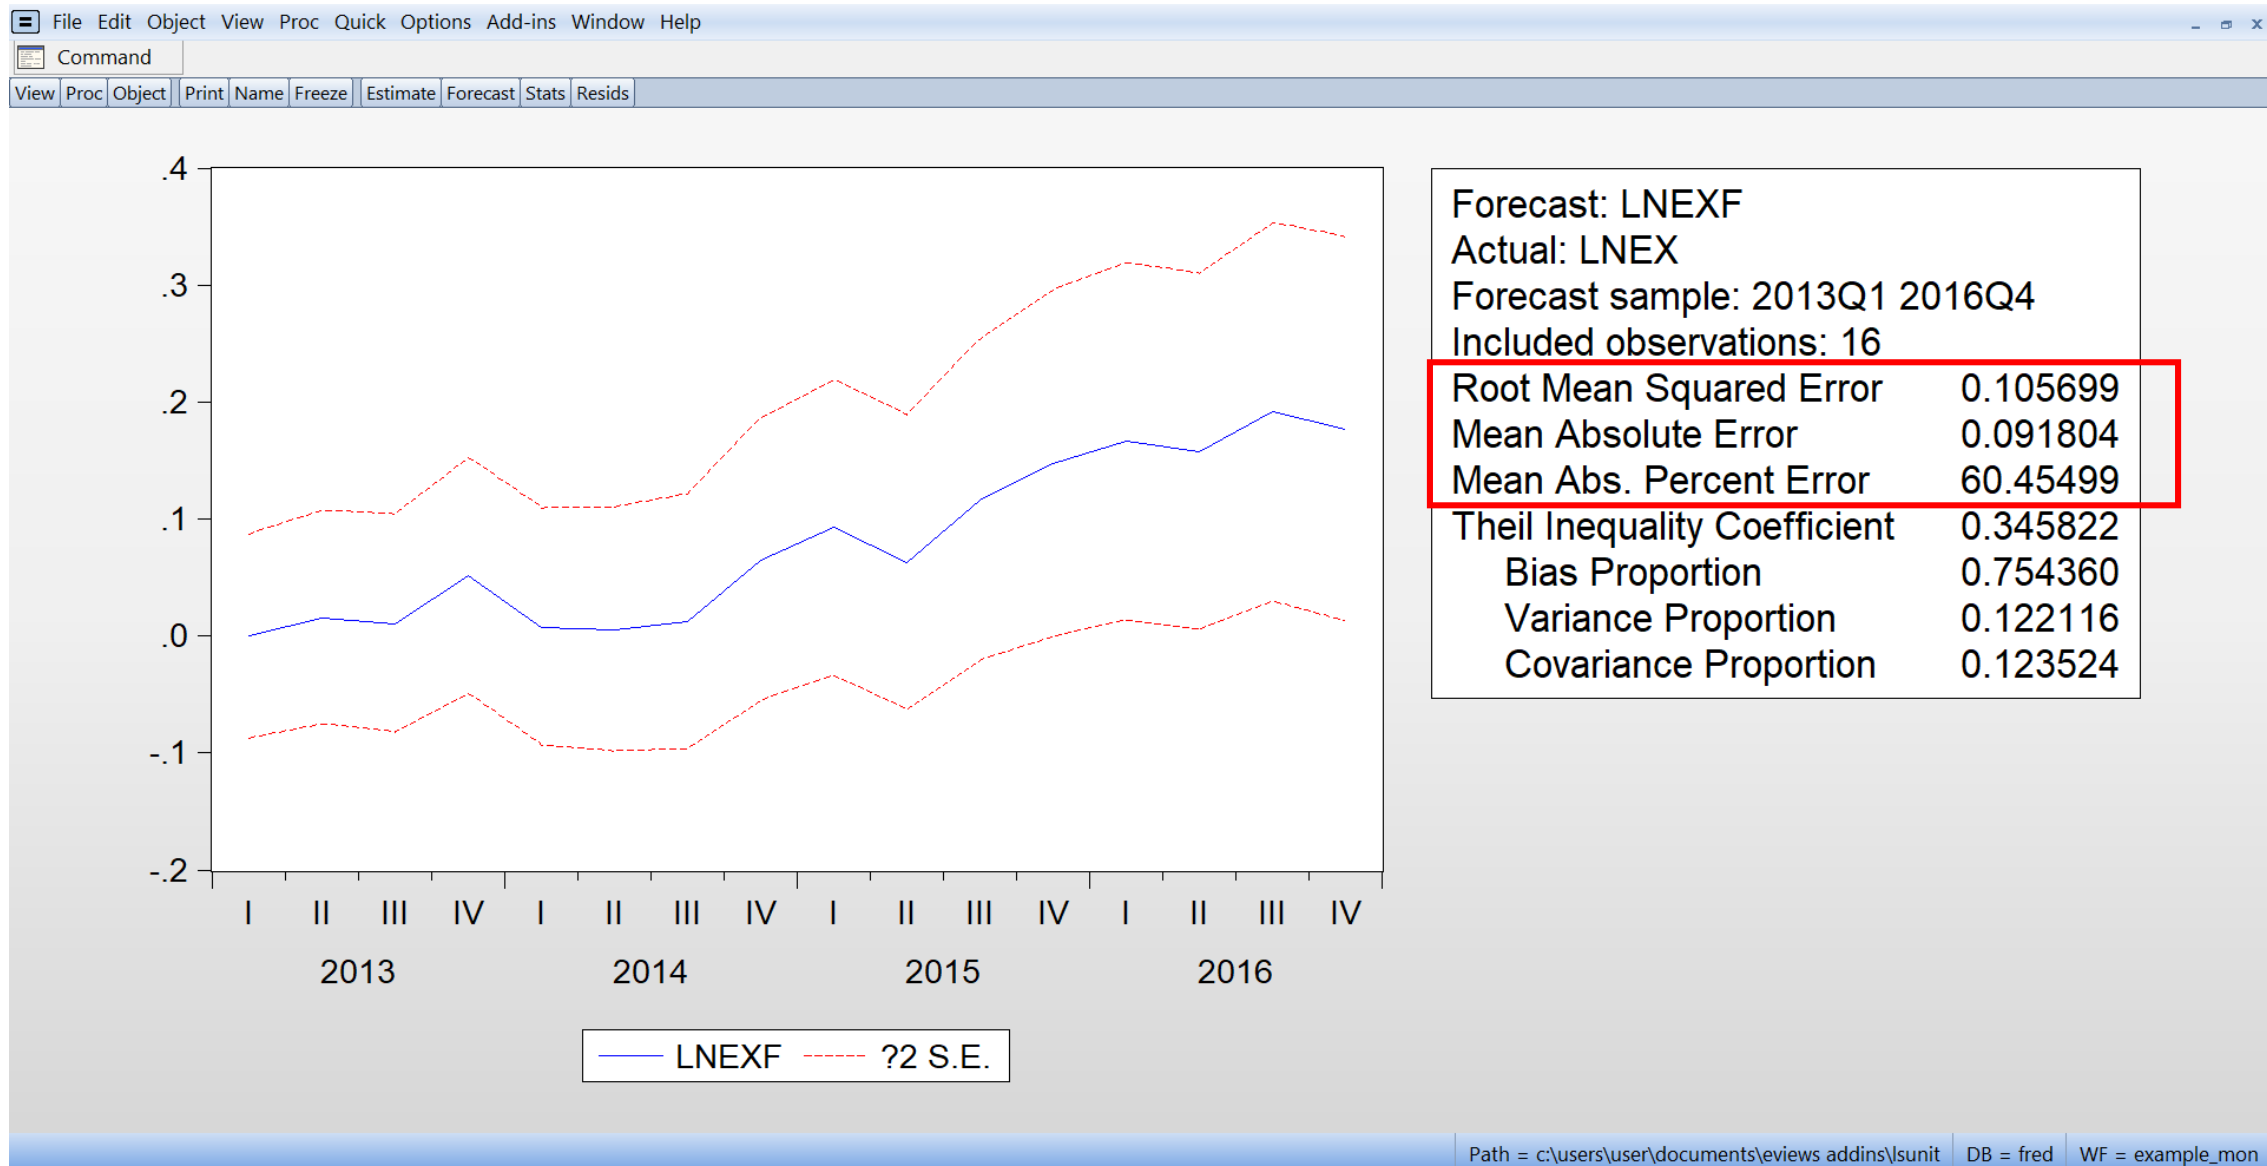 File Edit Object View Proc Quick Options Add-ins Window Help
Command
View Proc Object Print Name Freeze Estimate Forecast Stats Resids
.4
.3
.2
.1
.0
-.1
-.2
I II III IV I II III IV I II III IV I II III IV
2013 2014 2015 2016
LNEXF ?2 S.E.
Forecast: LNEXF
Actual: LNEX
Forecast sample: 2013Q1 2016Q4
Included observations: 16
Root Mean Squared Error 0.105699
Mean Absolute Error 0.091804
Mean Abs. Percent Error 60.45499
Theil Inequality Coefficient 0.345822
Bias Proportion 0.754360
Variance Proportion 0.122116
Covariance Proportion 0.123524
Path = c:\users\user\documents\eviews addins\lsunit DB = fred WF = example_mon